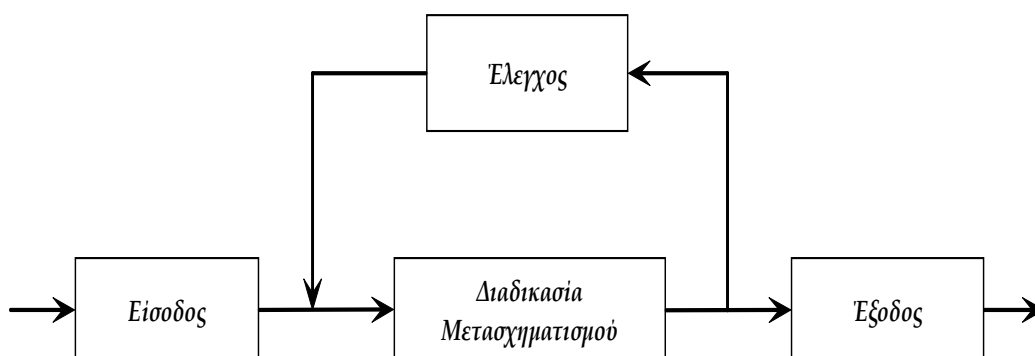 Έλεγχος
Είσοδος
Διαδικασία
Μετασχηματισμού
Έξοδος